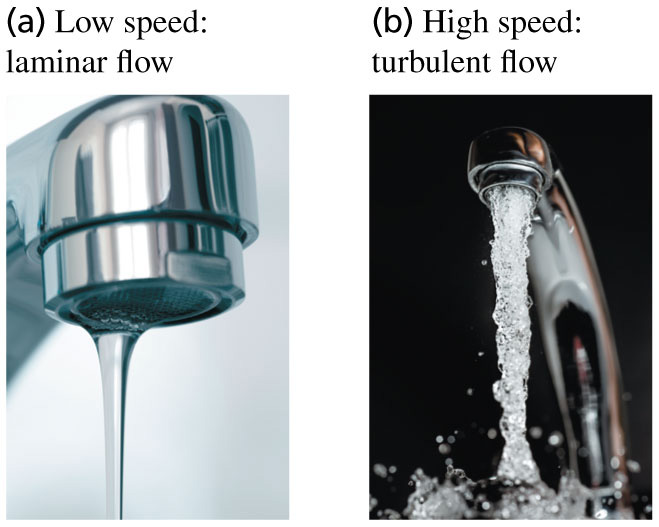 (a) Low speed:
laminar flow
(b) High speed:
turbulent flow